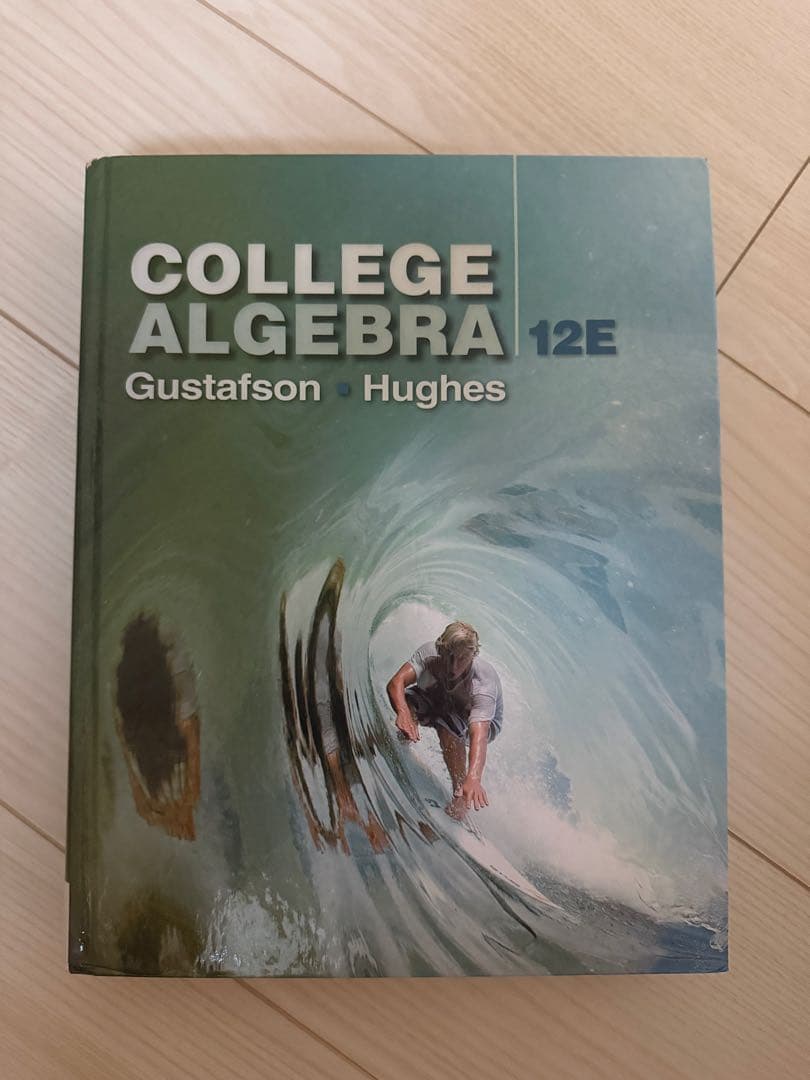 COLLEGE
ALGEBRA 12E
Gustafson • Hughes